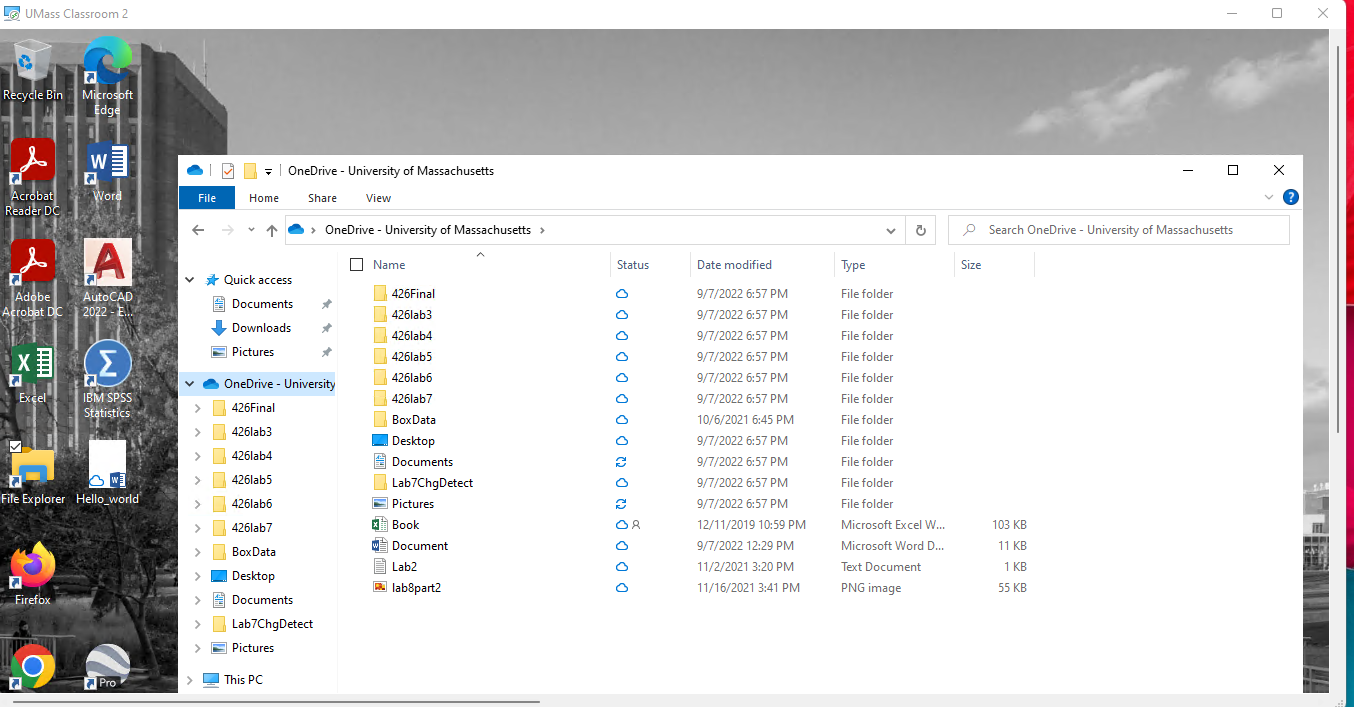 UMass Classroom 2
Recycle Bin
Microsoft
Edge
Acrobat
Reader DC
Word
Adobe
Acrobat DC
AutoCAD
2022 - E...
Excel
IBM SPSS
Statistics
File Explorer
Hello_world
Firefox
Pro
OneDrive - University of Massachusetts
File Home Share View
OneDrive - University of Massachusetts
Search OneDrive - University of Massachusetts
Quick access
Documents
Downloads
Pictures
OneDrive - University
426Final
426lab3
426lab4
426lab5
426lab6
426lab7
BoxData
Desktop
Documents
Lab7ChgDetect
Pictures
This PC
Name Status Date modified Type Size
426Final 9/7/2022 6:57 PM File folder
426lab3 9/7/2022 6:57 PM File folder
426lab4 9/7/2022 6:57 PM File folder
426lab5 9/7/2022 6:57 PM File folder
426lab6 9/7/2022 6:57 PM File folder
426lab7 9/7/2022 6:57 PM File folder
BoxData 10/6/2021 6:45 PM File folder
Desktop 9/7/2022 6:57 PM File folder
Documents 9/7/2022 6:57 PM File folder
Lab7ChgDetect 9/7/2022 6:57 PM File folder
Pictures 9/7/2022 6:57 PM File folder
Book 12/11/2019 10:59 PM Microsoft Excel W... 103 KB
Document 9/7/2022 12:29 PM Microsoft Word D... 11 KB
Lab2 11/2/2021 3:20 PM Text Document 1 KB
lab8part2 11/16/2021 3:41 PM PNG image 55 KB